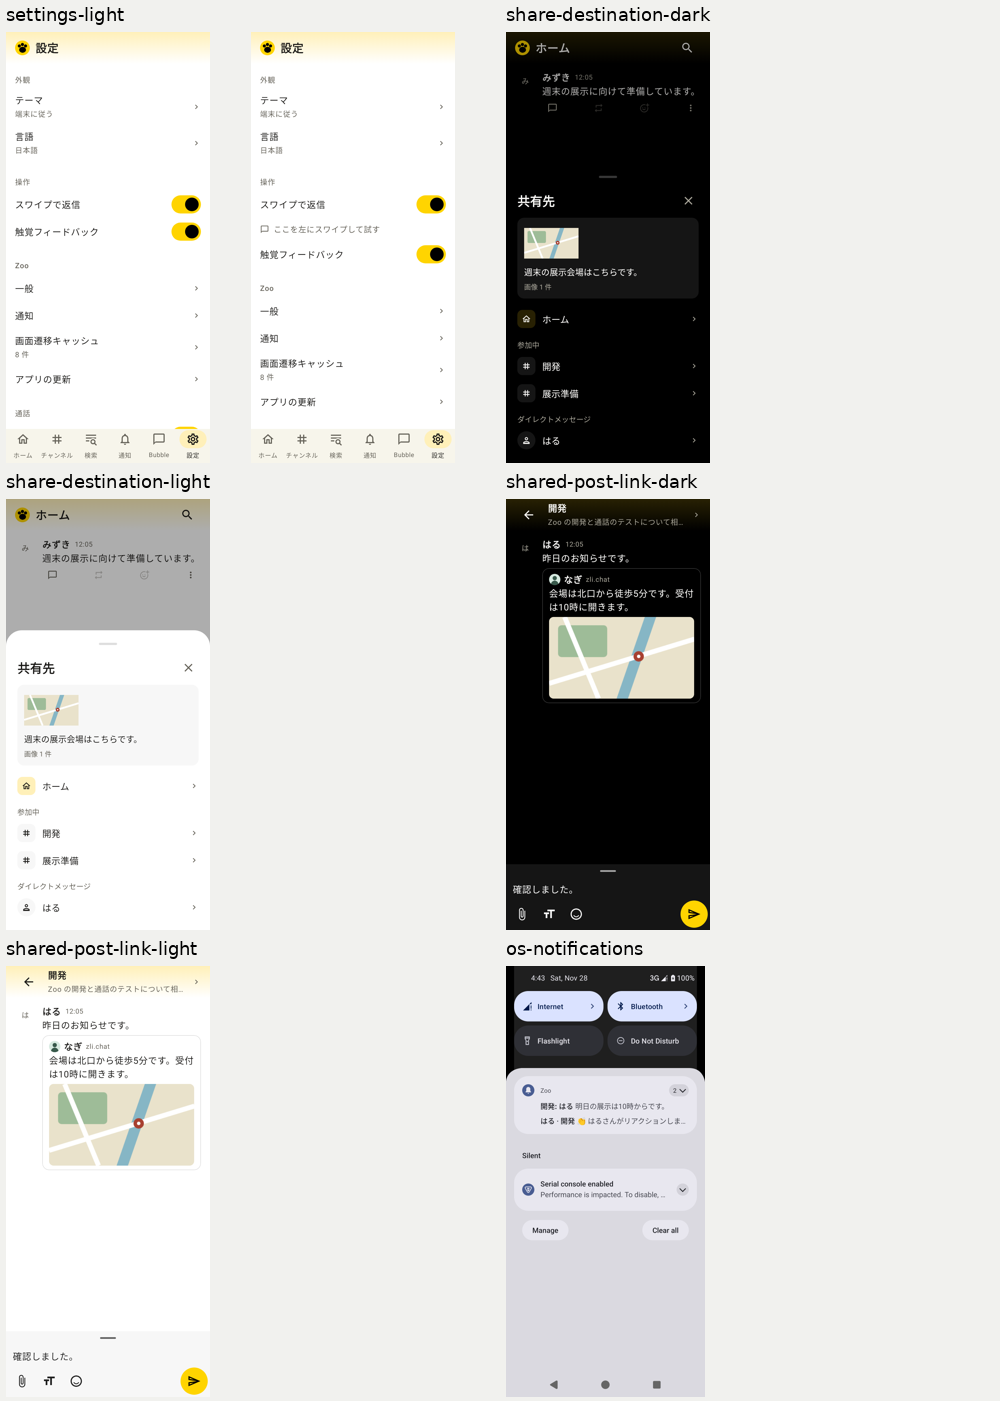 settings-light
設定
外観
テーマ
端末に従う
言語
日本語
操作
スワイプで返信
触覚フィードバック
Zoo
一般
通知
画面遷移キャッシュ
8 件
アプリの更新
通話
ホーム
チャンネル
検索
通知
Bubble
設定
設定
外観
テーマ
端末に従う
言語
日本語
操作
スワイプで返信
ここを左にスワイプして試す
触覚フィードバック
Zoo
一般
通知
画面遷移キャッシュ
8 件
アプリの更新
ホーム
チャンネル
検索
通知
Bubble
設定
share-destination-dark
ホーム
み
みずき 12:05
週末の展示に向けて準備しています。
共有先
週末の展示会場はこちらです。
画像 1 件
ホーム
参加中
開発
展示準備
ダイレクトメッセージ
はる
share-destination-light
ホーム
み
みずき 12:05
週末の展示に向けて準備しています。
共有先
週末の展示会場はこちらです。
画像 1 件
ホーム
参加中
開発
展示準備
ダイレクトメッセージ
はる
shared-post-link-dark
開発
Zoo の開発と通話のテストについて相...
は
はる 12:05
昨日のお知らせです。
なぎ zli.chat
会場は北口から徒歩5分です。受付
は10時に開きます。
確認しました。
shared-post-link-light
開発
Zoo の開発と通話のテストについて相...
は
はる 12:05
昨日のお知らせです。
なぎ zli.chat
会場は北口から徒歩5分です。受付
は10時に開きます。
確認しました。
os-notifications
4:43 Sat, Nov 28
3G 100%
Internet
Bluetooth
Flashlight
Do Not Disturb
Zoo
2
開発: はる 明日の展示は10時からです。
はる · 開発 👏 はるさんがリアクションしま...
Silent
Serial console enabled
Performance is impacted. To disable, ...
Manage
Clear all